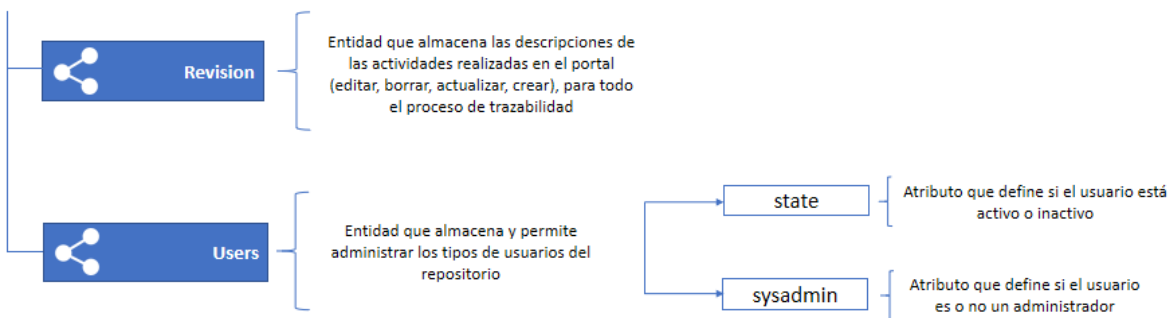 Revision
Entidad que almacena las descripciones de
las actividades realizadas en el portal
(editar, borrar, actualizar, crear), para todo
el proceso de trazabilidad
Users
Entidad que almacena y permite
administrar los tipos de usuarios del
repositorio
state
Atributo que define si el usuario está
activo o inactivo
sysadmin
Atributo que define si el usuario
es o no un administrador